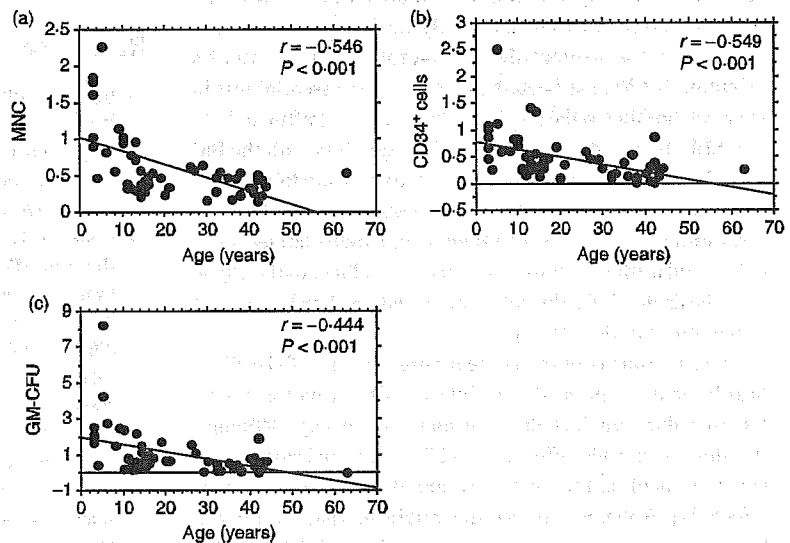 (a)
2·5
2
1·5
1
0·5
0
MNC
r = −0·546
P < 0·001
0 10 20 30 40 50 60 70
Age (years)
(b)
3
2·5
2
1·5
1
0·5
0
−0·5
CD34+ cells
r = −0·549
P < 0·001
0 10 20 30 40 50 60 70
Age (years)
(c)
9
7
5
3
1
−1
GM-CFU
r = −0·444
P < 0·001
0 10 20 30 40 50 60 70
Age (years)